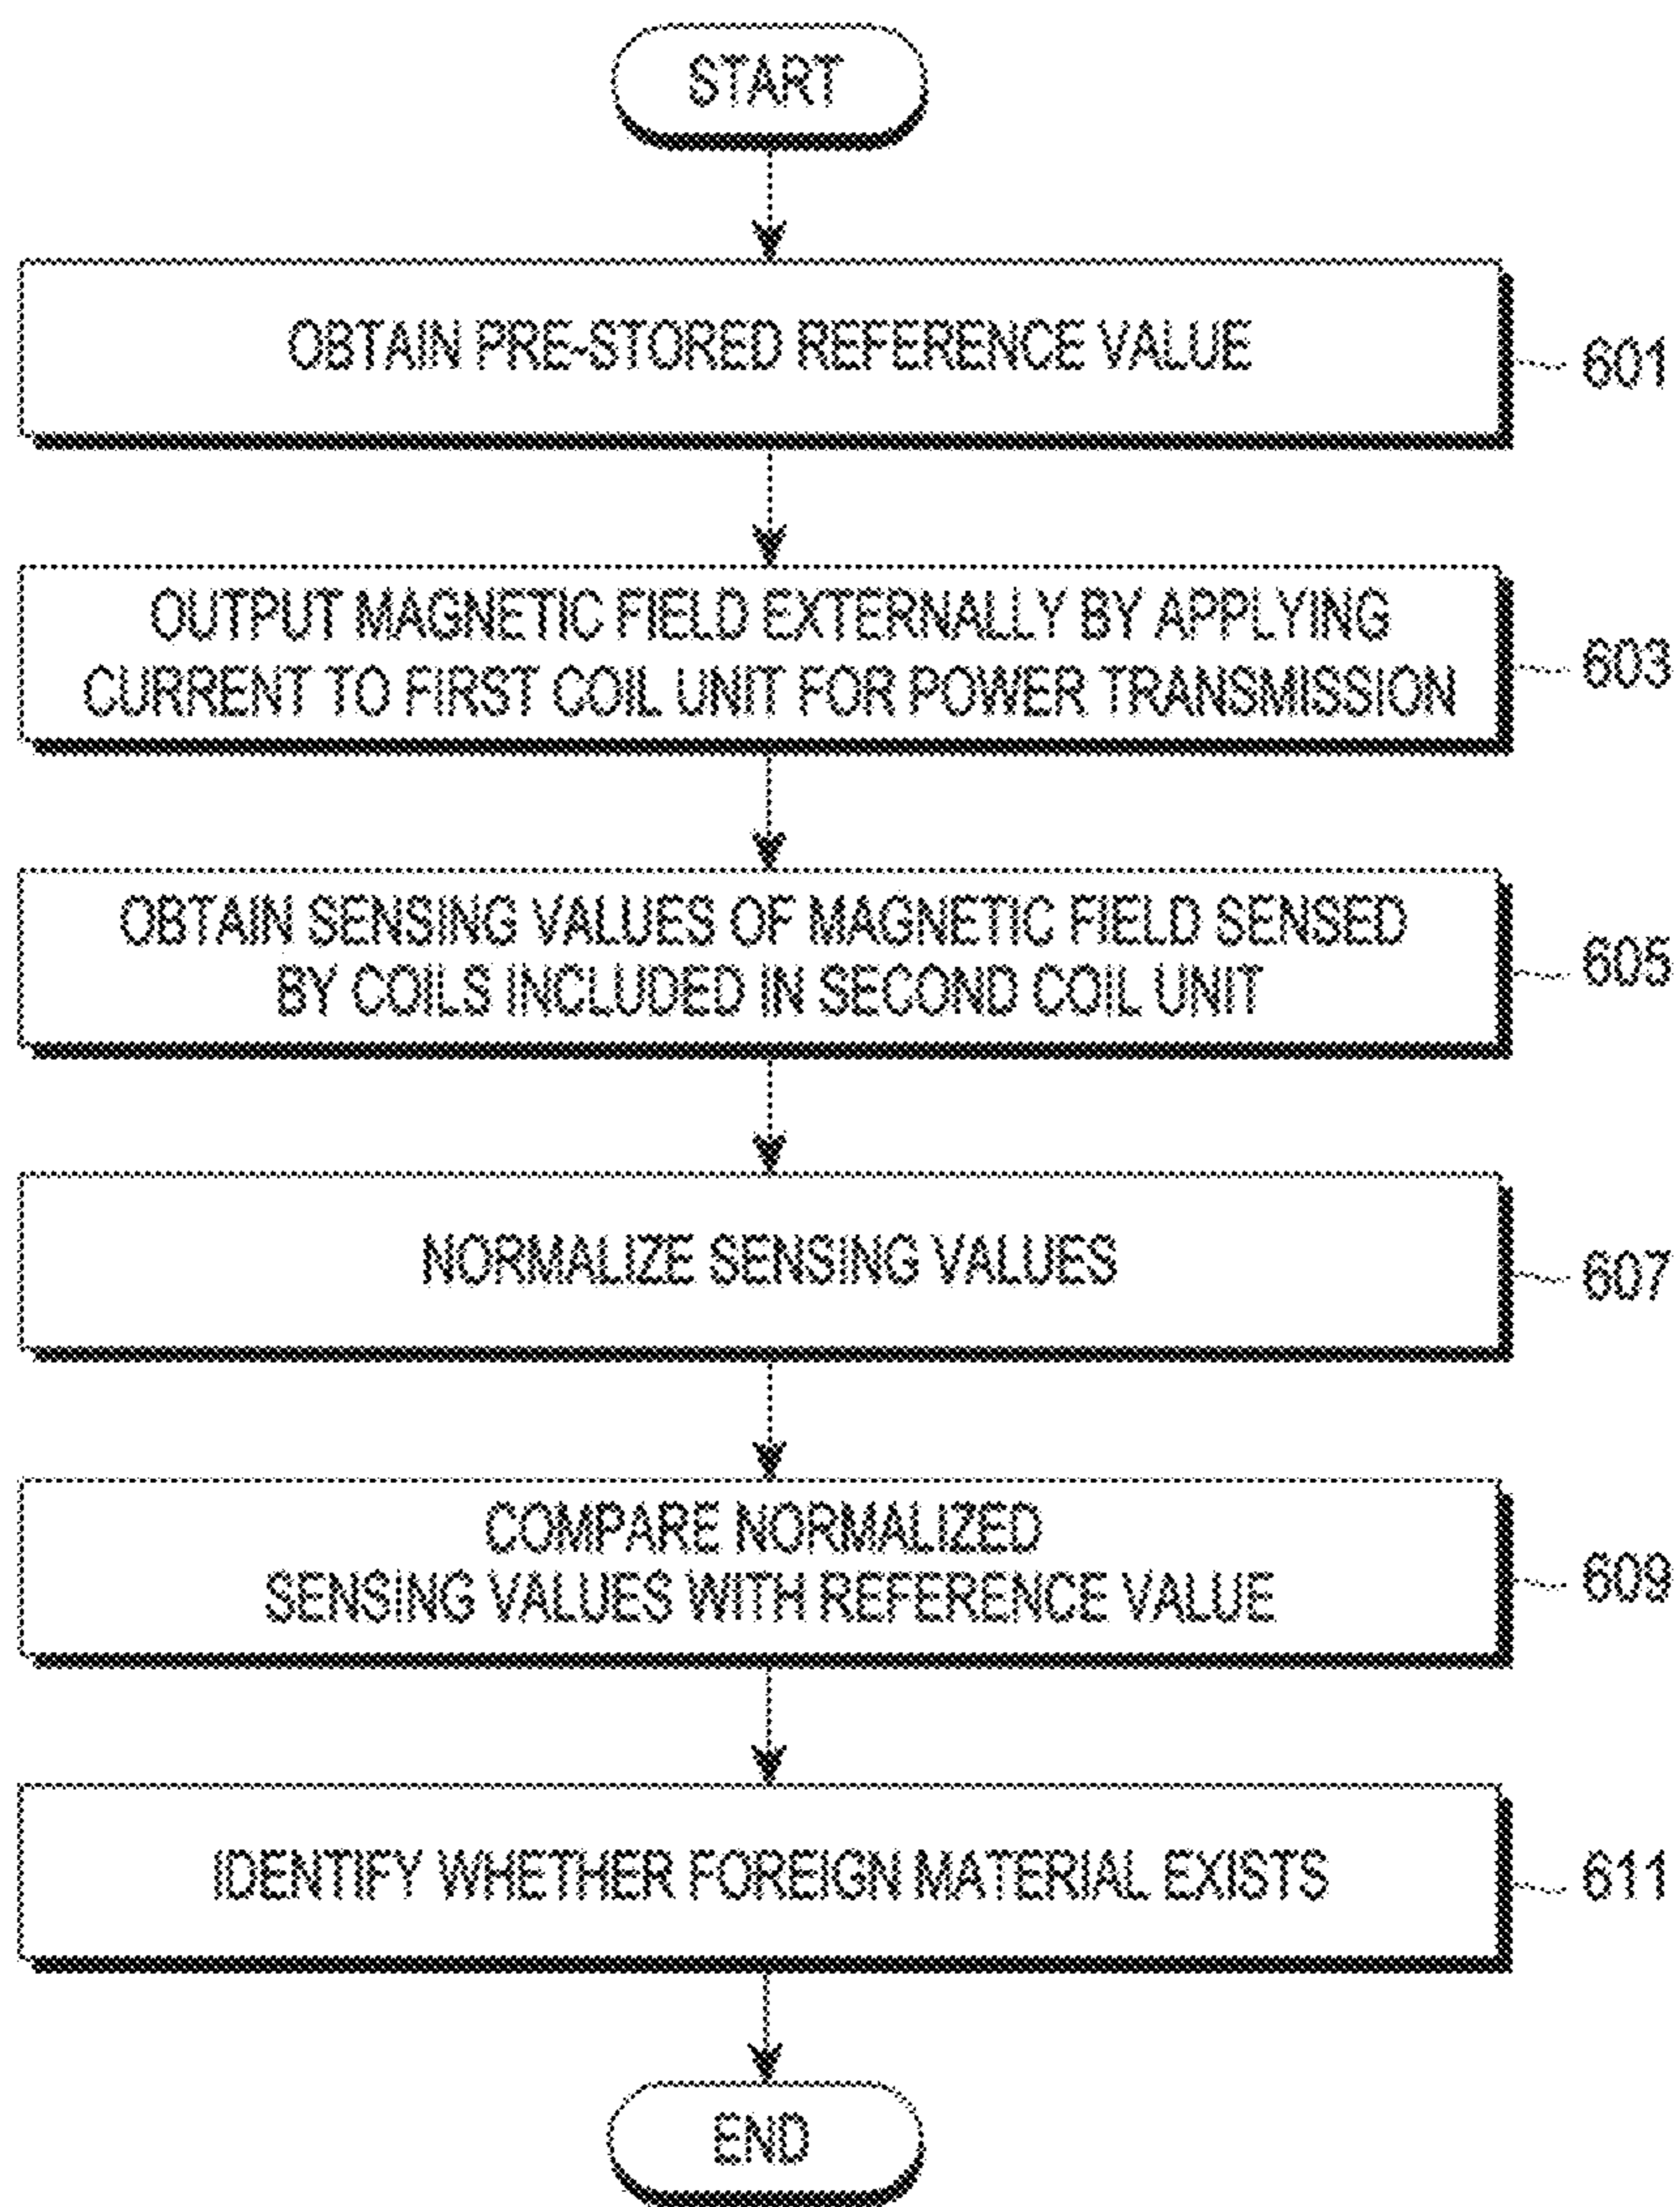 START
OBTAIN PRE-STORED REFERENCE VALUE
601
OUTPUT MAGNETIC FIELD EXTERNALLY BY APPLYING
CURRENT TO FIRST COIL UNIT FOR POWER TRANSMISSION
603
OBTAIN SENSING VALUES OF MAGNETIC FIELD SENSED
BY COILS INCLUDED IN SECOND COIL UNIT
605
NORMALIZE SENSING VALUES
607
COMPARE NORMALIZED
SENSING VALUES WITH REFERENCE VALUE
609
IDENTIFY WHETHER FOREIGN MATERIAL EXISTS
611
END